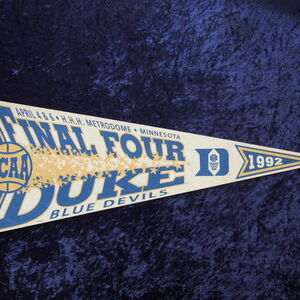 APRIL 4 & 6 • H.H.H. METRODOME • MINNESOTA
FINAL FOUR
NCAA
DUKE
BLUE DEVILS
D
1992